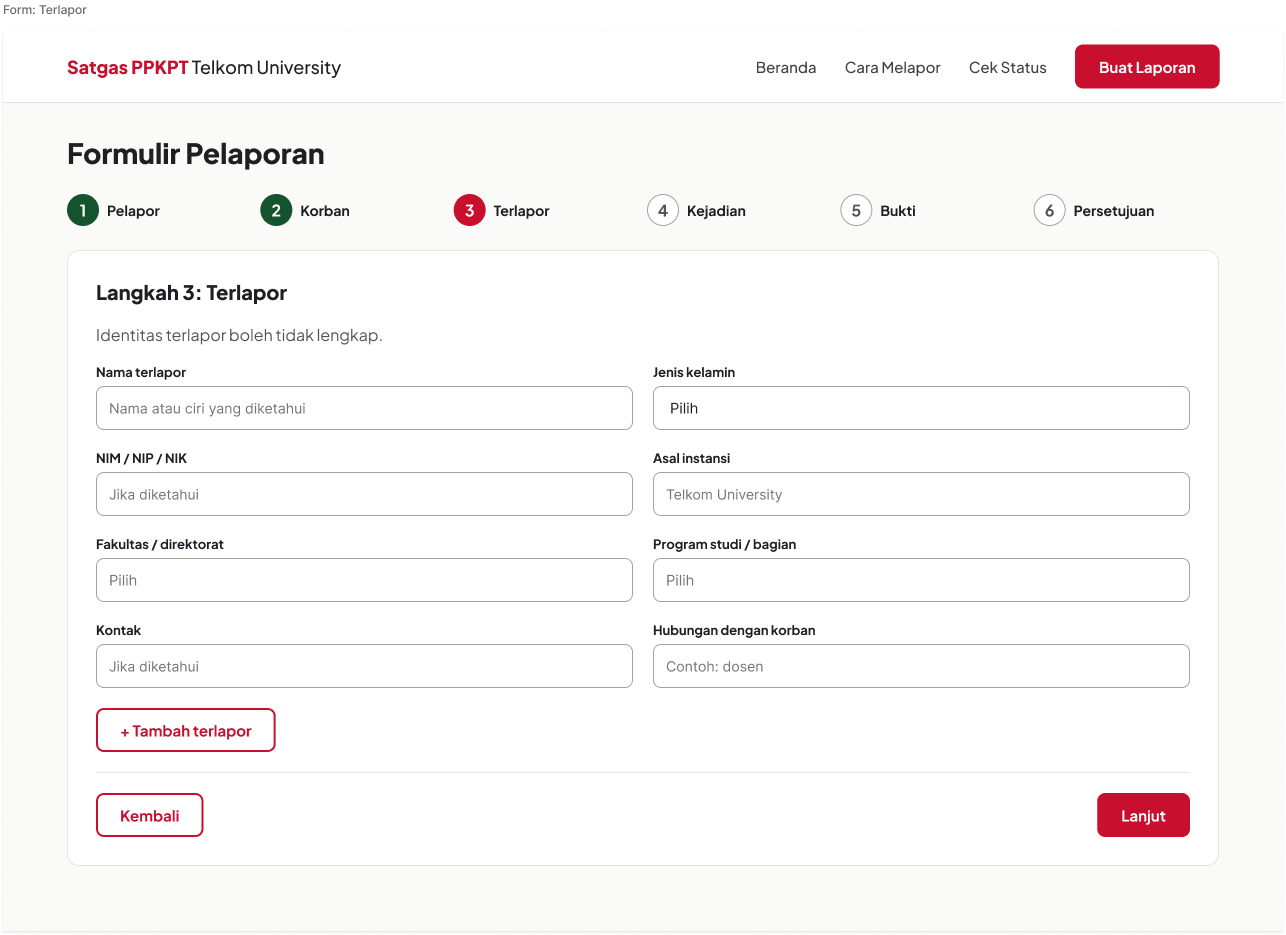 Form: Terlapor
Satgas PPKPT Telkom University
Beranda
Cara Melapor
Cek Status
Buat Laporan
Formulir Pelaporan
1 Pelapor
2 Korban
3 Terlapor
4 Kejadian
5 Bukti
6 Persetujuan
Langkah 3: Terlapor
Identitas terlapor boleh tidak lengkap.
Nama terlapor
Nama atau ciri yang diketahui
Jenis kelamin
Pilih
NIM / NIP / NIK
Jika diketahui
Asal instansi
Telkom University
Fakultas / direktorat
Pilih
Program studi / bagian
Pilih
Kontak
Jika diketahui
Hubungan dengan korban
Contoh: dosen
+ Tambah terlapor
Kembali
Lanjut